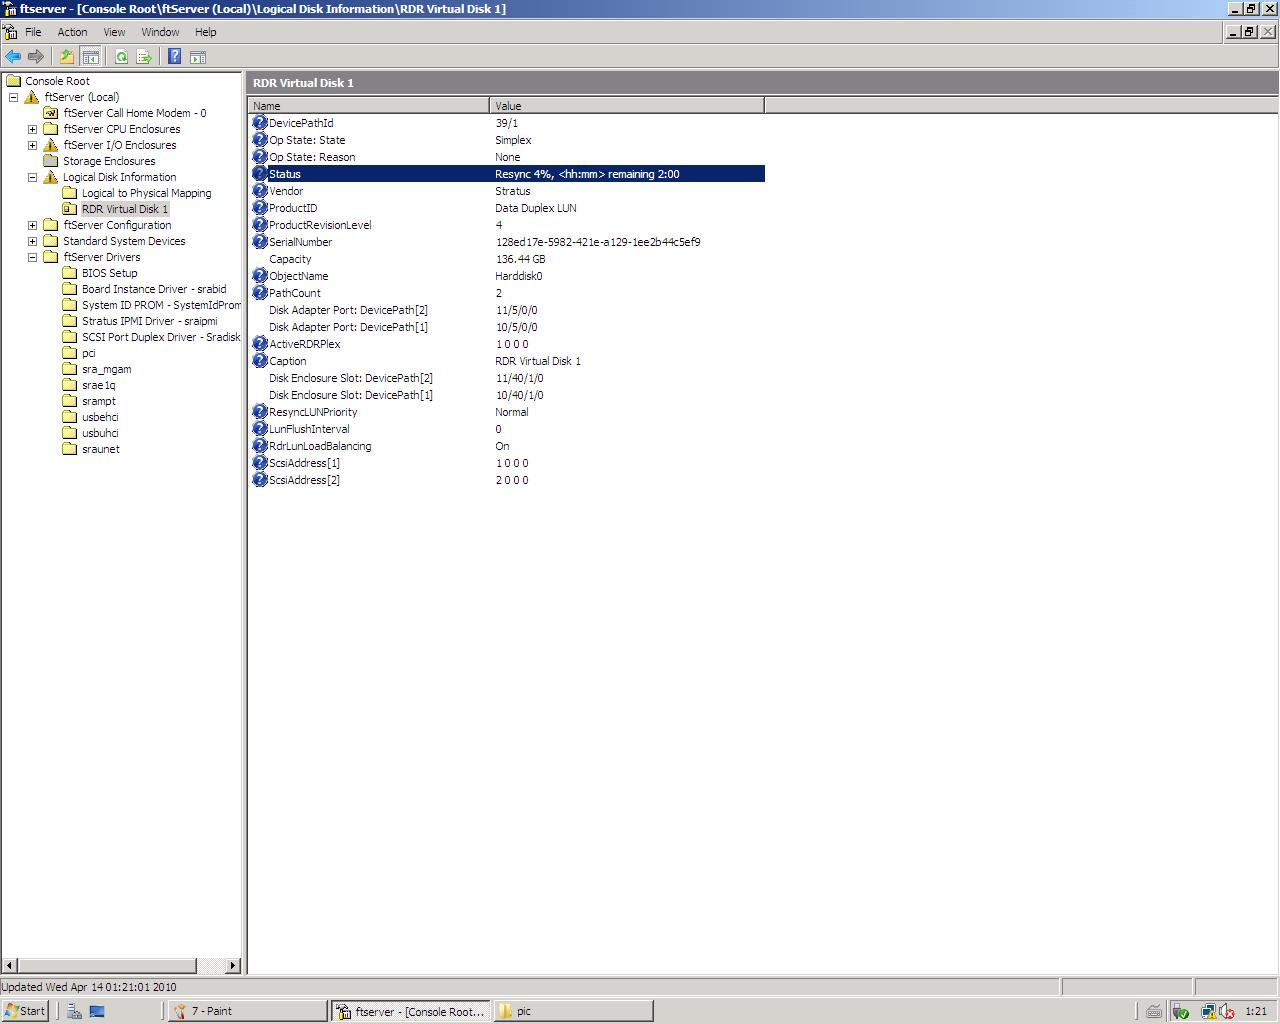 ftserver - [Console Root\ftServer (Local)\Logical Disk Information\RDR Virtual Disk 1]
File Action View Window Help
Console Root
ftServer (Local)
ftServer Call Home Modem - 0
ftServer CPU Enclosures
ftServer I/O Enclosures
Storage Enclosures
Logical Disk Information
Logical to Physical Mapping
RDR Virtual Disk 1
ftServer Configuration
Standard System Devices
ftServer Drivers
BIOS Setup
Board Instance Driver - srabid
System ID PROM - SystemIdProm
Stratus IPMI Driver - sraipmi
SCSI Port Duplex Driver - Sradisk
pci
sra_mgam
srae1q
srampt
usbehci
usbuhci
sraunet
RDR Virtual Disk 1
Name Value
DevicePathId 39/1
Op State: State Simplex
Op State: Reason None
Status Resync 4%, <hh:mm> remaining 2:00
Vendor Stratus
ProductID Data Duplex LUN
ProductRevisionLevel 4
SerialNumber 128ed17e-5982-421e-a129-1ee2b44c5ef9
Capacity 136.44 GB
ObjectName Harddisk0
PathCount 2
Disk Adapter Port: DevicePath[2] 11/5/0/0
Disk Adapter Port: DevicePath[1] 10/5/0/0
ActiveRDRPlex 1 0 0 0
Caption RDR Virtual Disk 1
Disk Enclosure Slot: DevicePath[2] 11/40/1/0
Disk Enclosure Slot: DevicePath[1] 10/40/1/0
ResyncLUNPriority Normal
LunFlushInterval 0
RdrLunLoadBalancing On
ScsiAddress[1] 1 0 0 0
ScsiAddress[2] 2 0 0 0
Updated Wed Apr 14 01:21:01 2010
Start 7 - Paint ftserver - [Console Root... pic 1:21